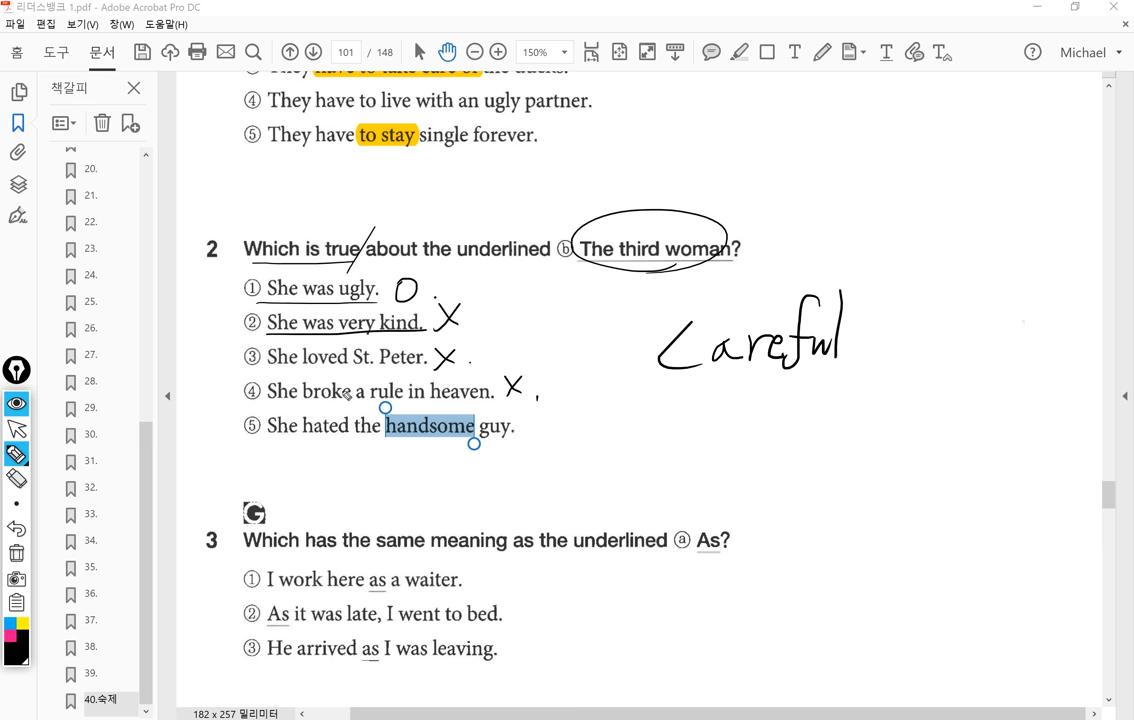 리더스뱅크 1.pdf - Adobe Acrobat Pro DC
파일 편집 보기(V) 창(W) 도움말(H)
홈 도구 문서 101 / 148 150% Michael
책갈피
20.
21.
22.
23.
24.
25.
26.
27.
28.
29.
30.
31.
32.
33.
34.
35.
36.
37.
38.
39.
40.숙제
have to take care of the ducks.
④ They have to live with an ugly partner.
⑤ They have to stay single forever.
2 Which is true about the underlined ⓑ The third woman?
① She was ugly. O
② She was very kind. X
③ She loved St. Peter. X
④ She broke a rule in heaven. X
⑤ She hated the handsome guy.
Careful
G
3 Which has the same meaning as the underlined ⓐ As?
① I work here as a waiter.
② As it was late, I went to bed.
③ He arrived as I was leaving.
182 x 257 밀리미터